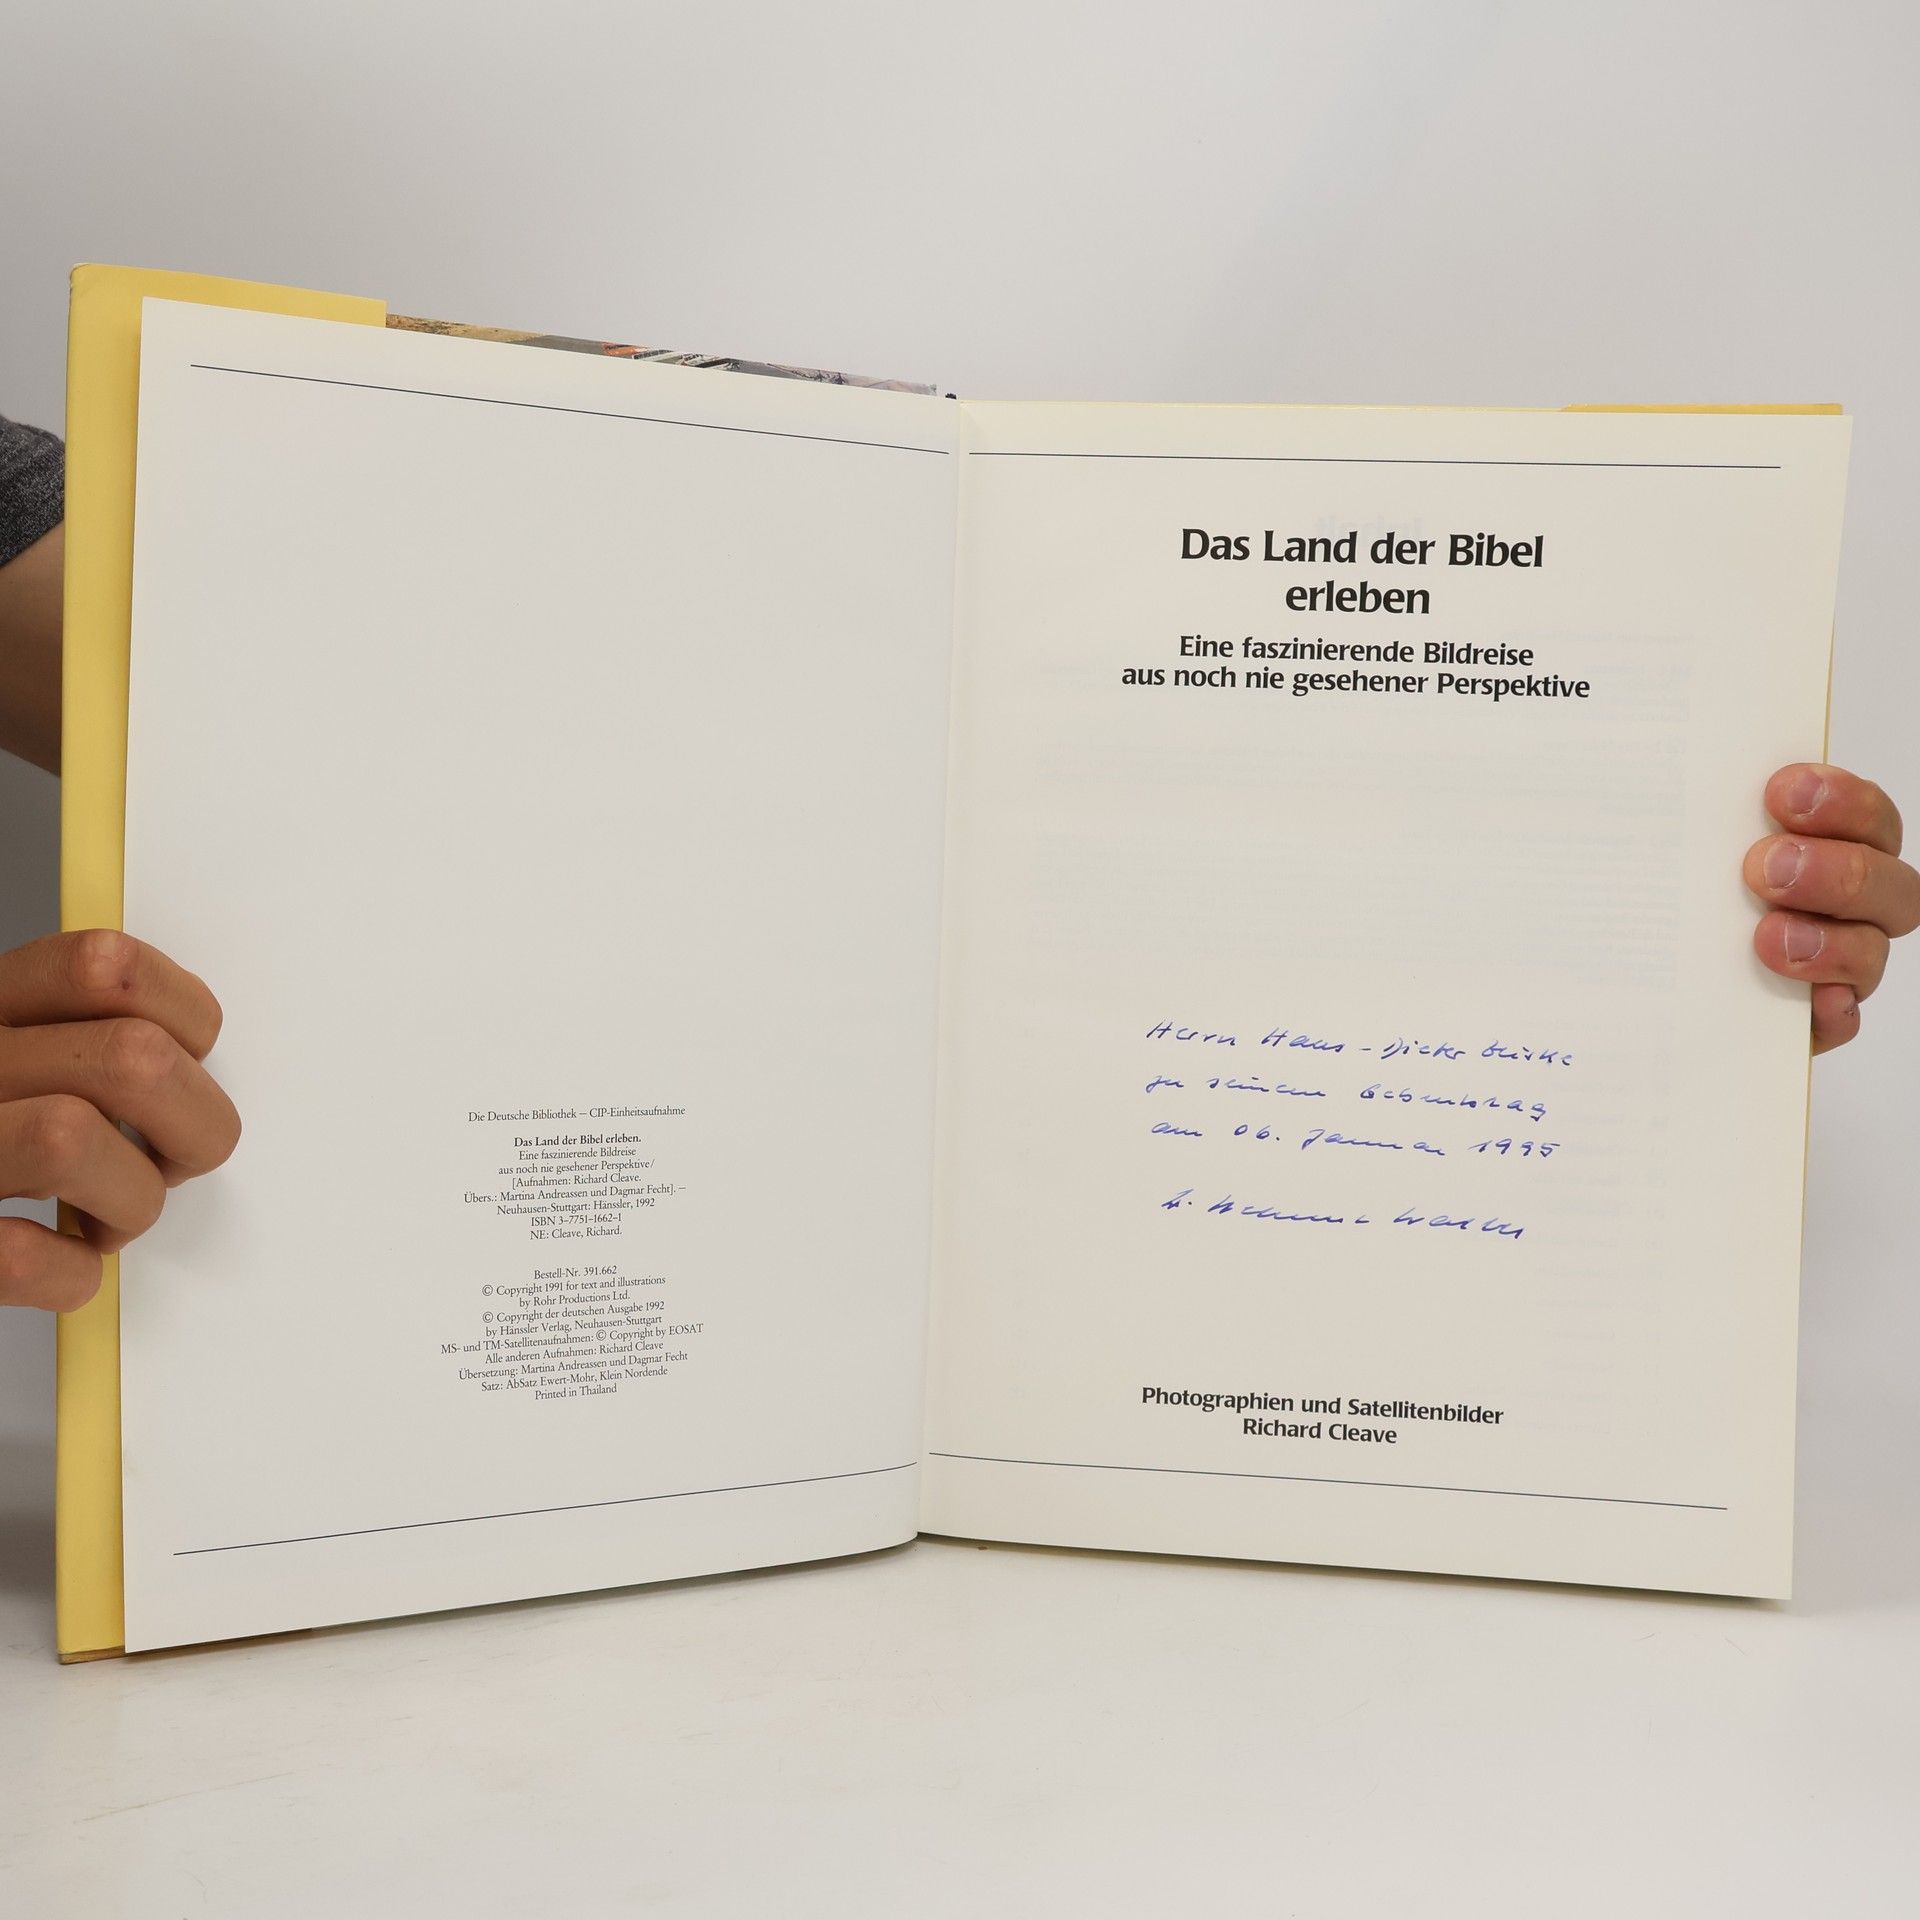 Die Deutsche Bibliothek – CIP-Einheitsaufnahme
Das Land der Bibel erleben.
Eine faszinierende Bildreise
aus noch nie gesehener Perspektive/
[Aufnahmen: Richard Cleave.
Übers.: Martina Andreassen und Dagmar Fecht]. –
Neuhausen-Stuttgart: Hänssler, 1992
ISBN 3-7751-1662-1
NE: Cleave, Richard.
Bestell-Nr. 391.662
© Copyright 1991 for text and illustrations
by Rohr Productions Ltd.
© Copyright der deutschen Ausgabe 1992
by Hänssler Verlag, Neuhausen-Stuttgart
MS- und TM-Satellitenaufnahmen: © Copyright by EOSAT
Alle anderen Aufnahmen: Richard Cleave
Übersetzung: Martina Andreassen und Dagmar Fecht
Satz: AbSatz Ewert-Mohr, Klein Nordende
Printed in Thailand
Das Land der Bibel
erleben
Eine faszinierende Bildreise
aus noch nie gesehener Perspektive
Herrn Hans-Dieter
zu seinem Geburtstag
am 06. Januar 1995
Photographien und Satellitenbilder
Richard Cleave